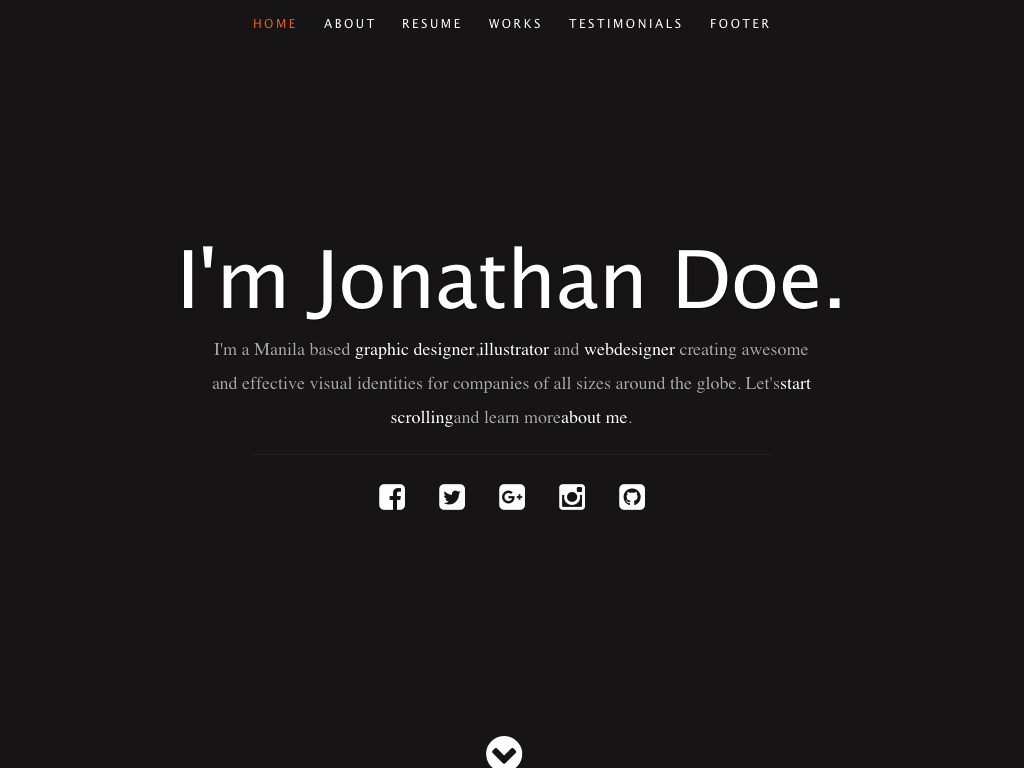 HOME ABOUT RESUME WORKS TESTIMONIALS FOOTER
I'm Jonathan Doe.
I'm a Manila based graphic designer,illustrator and webdesigner creating awesome
and effective visual identities for companies of all sizes around the globe. Let'sstart
scrollingand learn moreabout me.